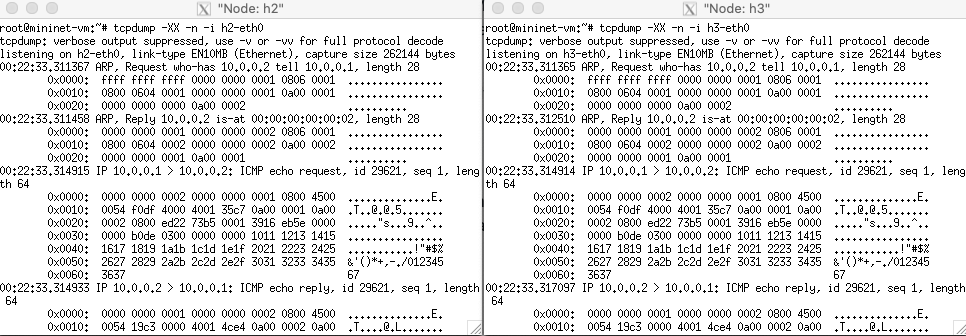 "Node: h2"
root@mininet-vm:~# tcpdump -XX -n -i h2-eth0
tcpdump: verbose output suppressed, use -v or -vv for full protocol decode
listening on h2-eth0, link-type EN10MB (Ethernet), capture size 262144 bytes
00:22:33.311367 ARP, Request who-has 10.0.0.2 tell 10.0.0.1, length 28
0x0000: ffff ffff ffff 0000 0000 0001 0806 0001 ................
0x0010: 0800 0604 0001 0000 0000 0001 0a00 0001 ................
0x0020: 0000 0000 0000 0a00 0002 ..........
00:22:33.311458 ARP, Reply 10.0.0.2 is-at 00:00:00:00:00:02, length 28
0x0000: 0000 0000 0001 0000 0000 0002 0806 0001 ................
0x0010: 0800 0604 0002 0000 0000 0002 0a00 0002 ................
0x0020: 0000 0000 0001 0a00 0001 ..........
00:22:33.314915 IP 10.0.0.1 > 10.0.0.2: ICMP echo request, id 29621, seq 1, leng
th 64
0x0000: 0000 0000 0002 0000 0000 0001 0800 4500 ..............E.
0x0010: 0054 f0df 4000 4001 35c7 0a00 0001 0a00 .T..@.@.5.......
0x0020: 0002 0800 ed22 73b5 0001 3916 eb5e 0000 ....."s...9..^..
0x0030: 0000 b0de 0300 0000 0000 1011 1213 1415 ................
0x0040: 1617 1819 1a1b 1c1d 1e1f 2021 2223 2425 ...........!"#$%
0x0050: 2627 2829 2a2b 2c2d 2e2f 3031 3233 3435 &'()*+,-./012345
0x0060: 3637 67
00:22:33.314933 IP 10.0.0.2 > 10.0.0.1: ICMP echo reply, id 29621, seq 1, length
64
0x0000: 0000 0000 0001 0000 0000 0002 0800 4500 ..............E.
0x0010: 0054 19c3 0000 4001 4ce4 0a00 0002 0a00 .T....@.L.......
"Node: h3"
root@mininet-vm:~# tcpdump -XX -n -i h3-eth0
tcpdump: verbose output suppressed, use -v or -vv for full protocol decode
listening on h3-eth0, link-type EN10MB (Ethernet), capture size 262144 bytes
00:22:33.311365 ARP, Request who-has 10.0.0.2 tell 10.0.0.1, length 28
0x0000: ffff ffff ffff 0000 0000 0001 0806 0001 ................
0x0010: 0800 0604 0001 0000 0000 0001 0a00 0001 ................
0x0020: 0000 0000 0000 0a00 0002 ..........
00:22:33.312510 ARP, Reply 10.0.0.2 is-at 00:00:00:00:00:02, length 28
0x0000: 0000 0000 0001 0000 0000 0002 0806 0001 ................
0x0010: 0800 0604 0002 0000 0000 0002 0a00 0002 ................
0x0020: 0000 0000 0001 0a00 0001 ..........
00:22:33.314914 IP 10.0.0.1 > 10.0.0.2: ICMP echo request, id 29621, seq 1, leng
th 64
0x0000: 0000 0000 0002 0000 0000 0001 0800 4500 ..............E.
0x0010: 0054 f0df 4000 4001 35c7 0a00 0001 0a00 .T..@.@.5.......
0x0020: 0002 0800 ed22 73b5 0001 3916 eb5e 0000 ....."s...9..^..
0x0030: 0000 b0de 0300 0000 0000 1011 1213 1415 ................
0x0040: 1617 1819 1a1b 1c1d 1e1f 2021 2223 2425 ...........!"#$%
0x0050: 2627 2829 2a2b 2c2d 2e2f 3031 3233 3435 &'()*+,-./012345
0x0060: 3637 67
00:22:33.317097 IP 10.0.0.2 > 10.0.0.1: ICMP echo reply, id 29621, seq 1, length
64
0x0000: 0000 0000 0001 0000 0000 0002 0800 4500 ..............E.
0x0010: 0054 19c3 0000 4001 4ce4 0a00 0002 0a00 .T....@.L.......